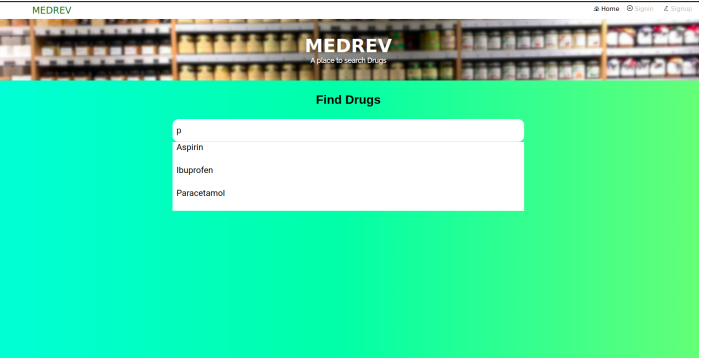 MEDREV
Home Signin Signup
MEDREV
A place to search Drugs
Find Drugs
p
Aspirin
Ibuprofen
Paracetamol